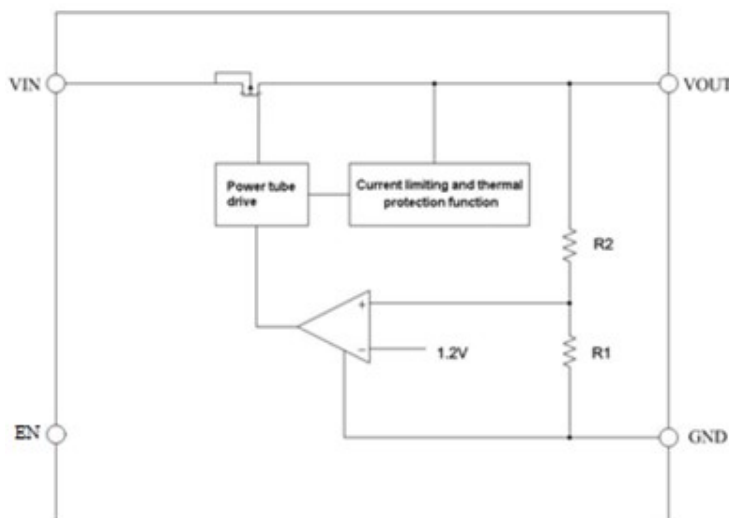 VIN
VOUT
Power tube
drive
Current limiting and thermal
protection function
R2
+
−
1.2V
R1
EN
GND